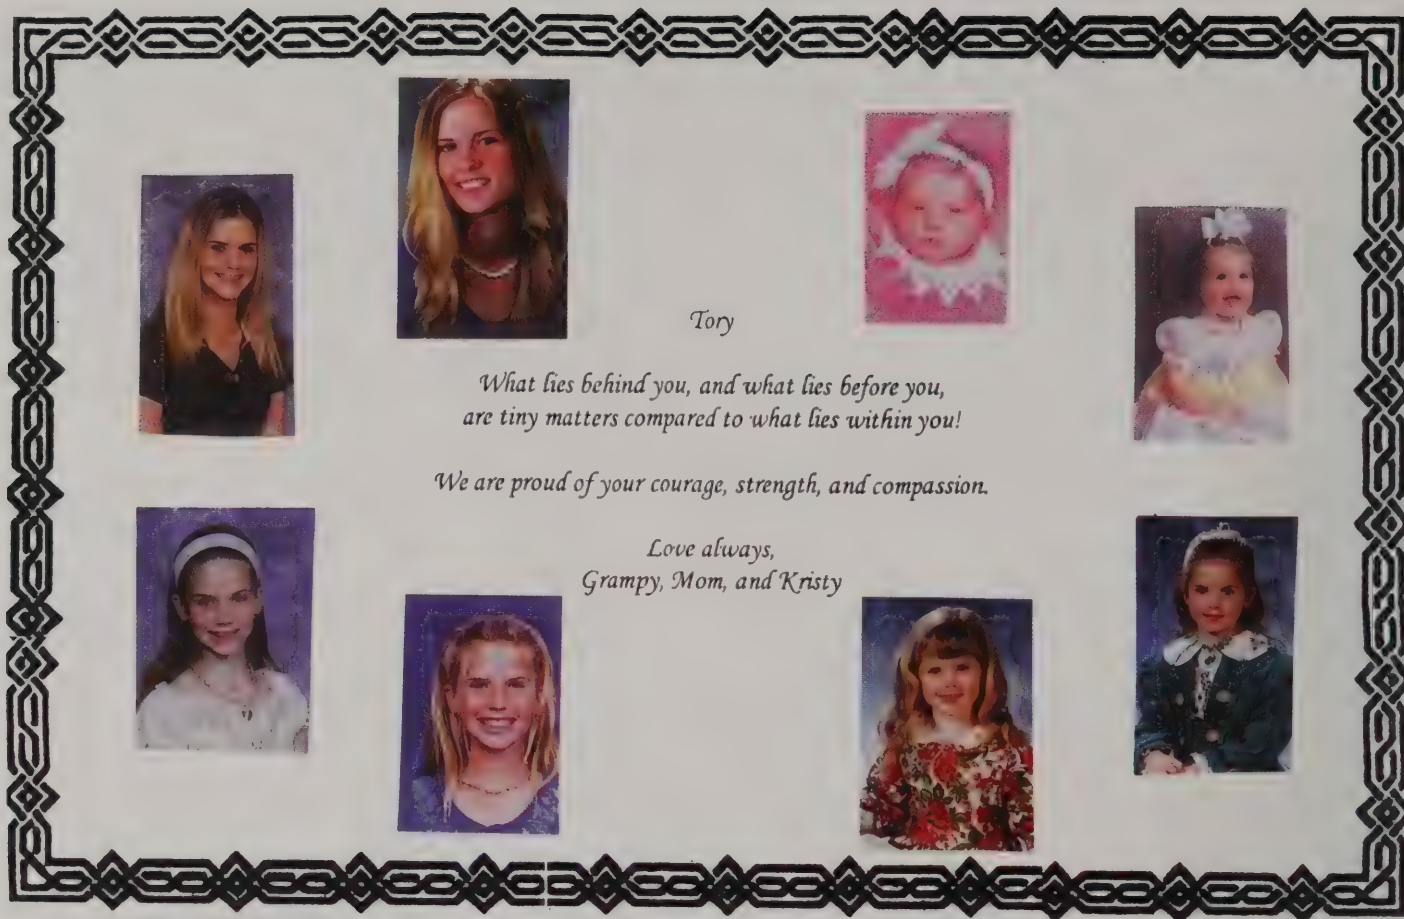 Tory
What lies behind you, and what lies before you,
are tiny matters compared to what lies within you!
We are proud of your courage, strength, and compassion.
Love always,
Grampy, Mom, and Kristy